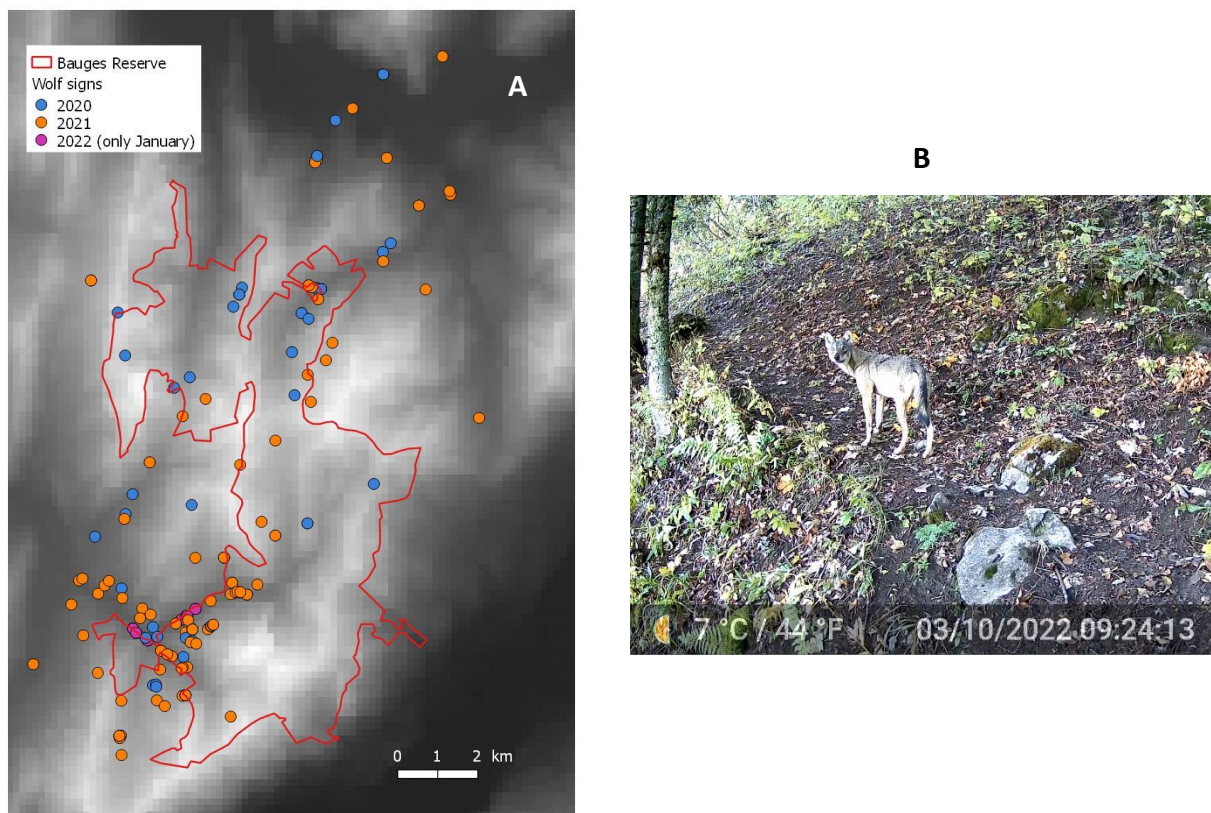 Bauges Reserve
Wolf signs
2020
2021
2022 (only January)
A
0 1 2 km
B
7 °C / 44 °F 03/10/2022 09:24:13